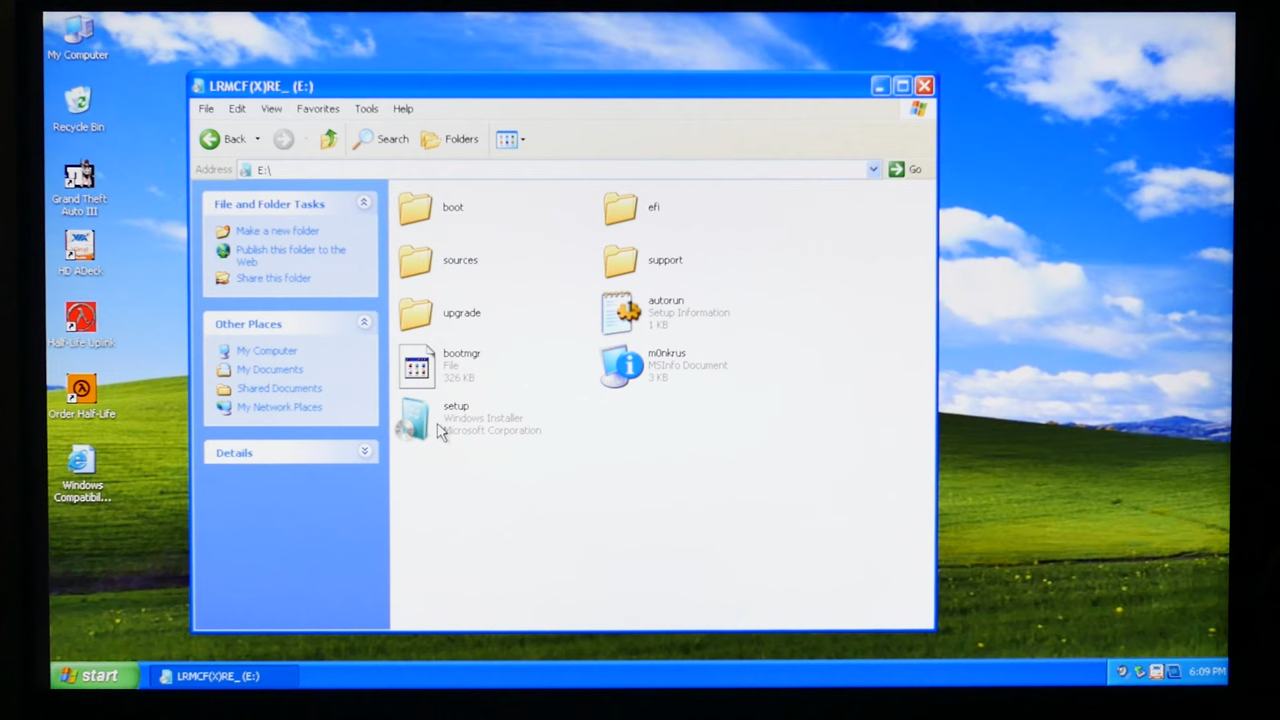 My Computer
Recycle Bin
Grand Theft
Auto III
HD ADeck
Half-Life Uplink
Order Half-Life
Windows
Compatibil...
LRMCF(X)RE_ (E:)
File Edit View Favorites Tools Help
Back Search Folders
Address E:\ Go
File and Folder Tasks
Make a new folder
Publish this folder to the
Web
Share this folder
Other Places
My Computer
My Documents
Shared Documents
My Network Places
Details
boot
efi
sources
support
upgrade
autorun
Setup Information
1 KB
bootmgr
File
326 KB
m0nkrus
MSInfo Document
3 KB
setup
Windows Installer
Microsoft Corporation
start
LRMCF(X)RE_ (E:)
6:09 PM